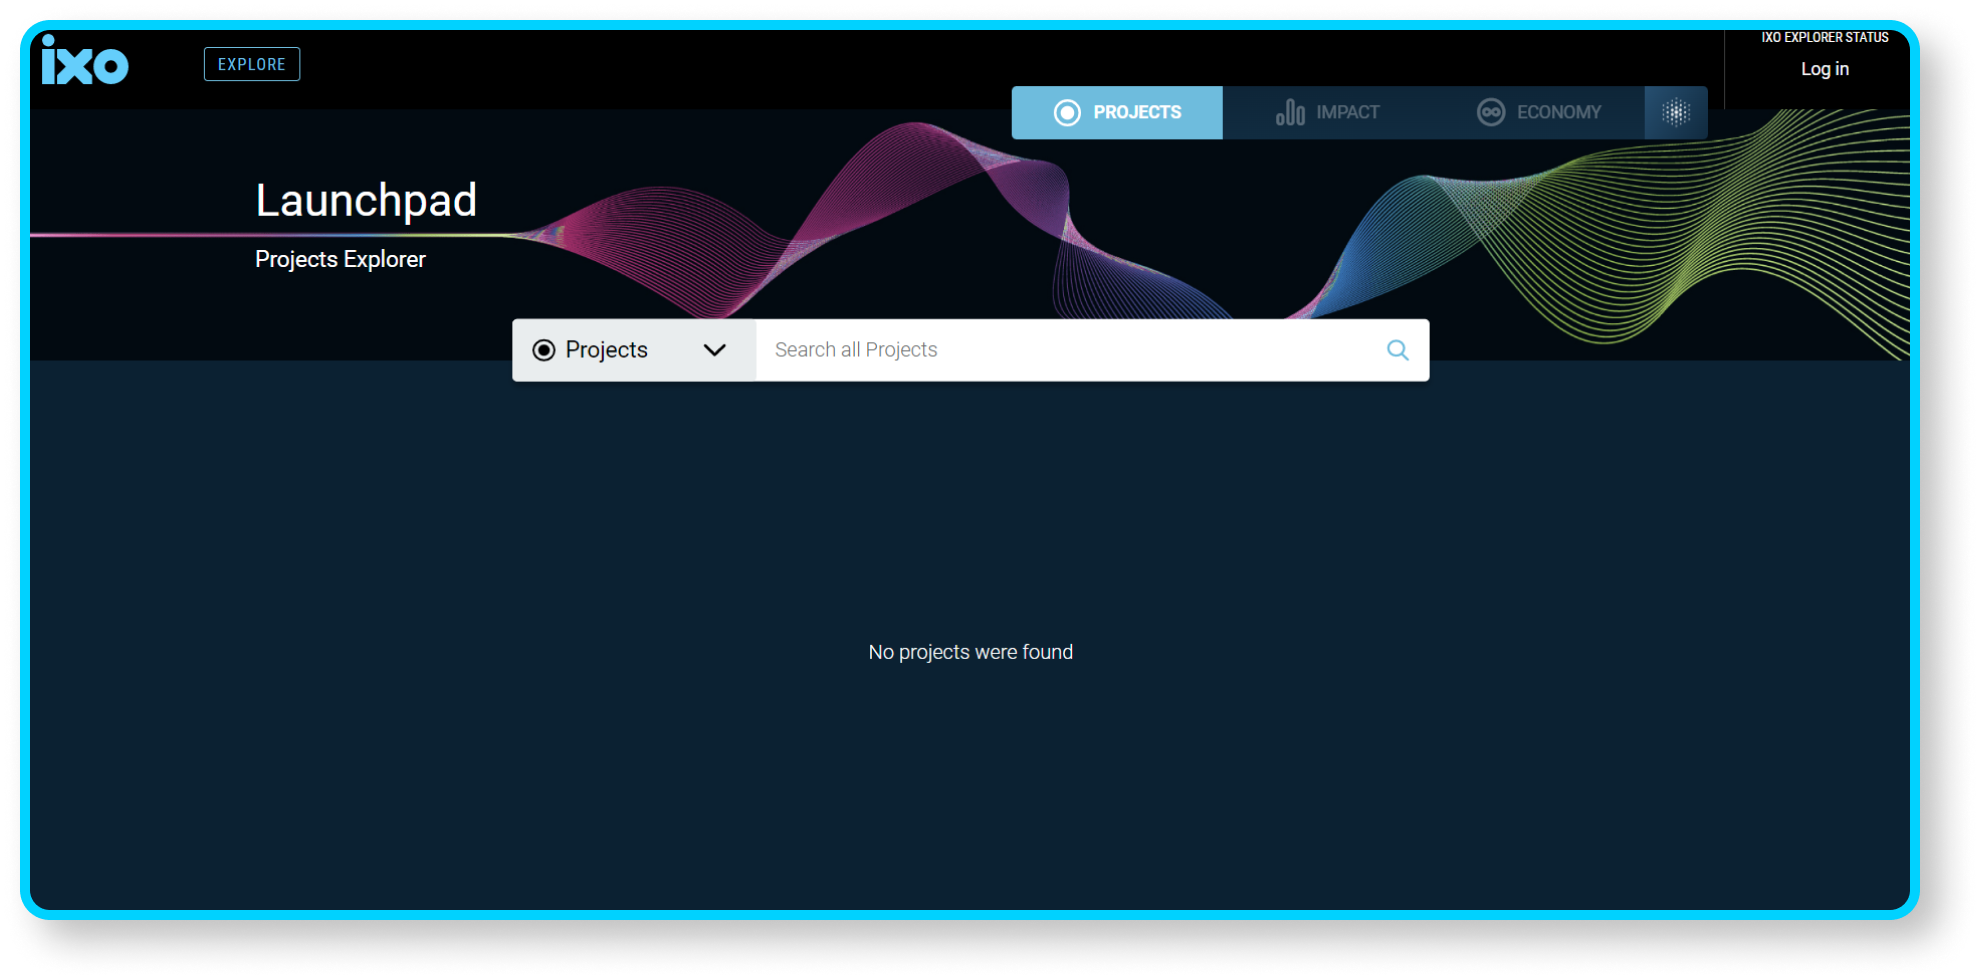 ixo
EXPLORE
IXO EXPLORER STATUS
Log in
PROJECTS
IMPACT
ECONOMY
Launchpad
Projects Explorer
Projects
Search all Projects
No projects were found